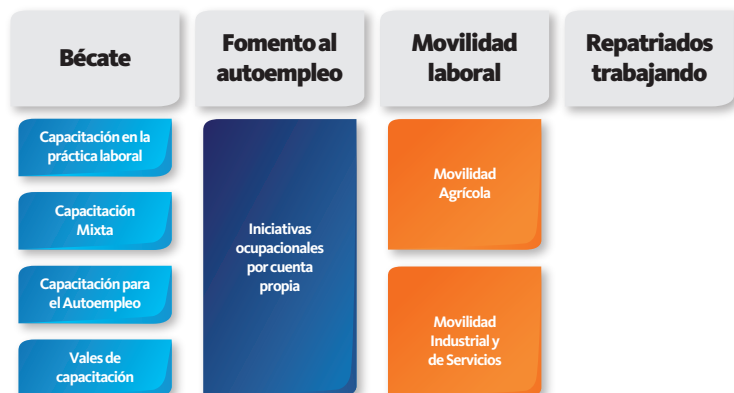 Bécate
Fomento al
autoempleo
Movilidad
laboral
Repatriados
trabajando
Capacitación en la
práctica laboral
Capacitación
Mixta
Capacitación para
el Autoempleo
Vales de
capacitación
Iniciativas
ocupacionales
por cuenta
propia
Movilidad
Agrícola
Movilidad
Industrial y
de Servicios